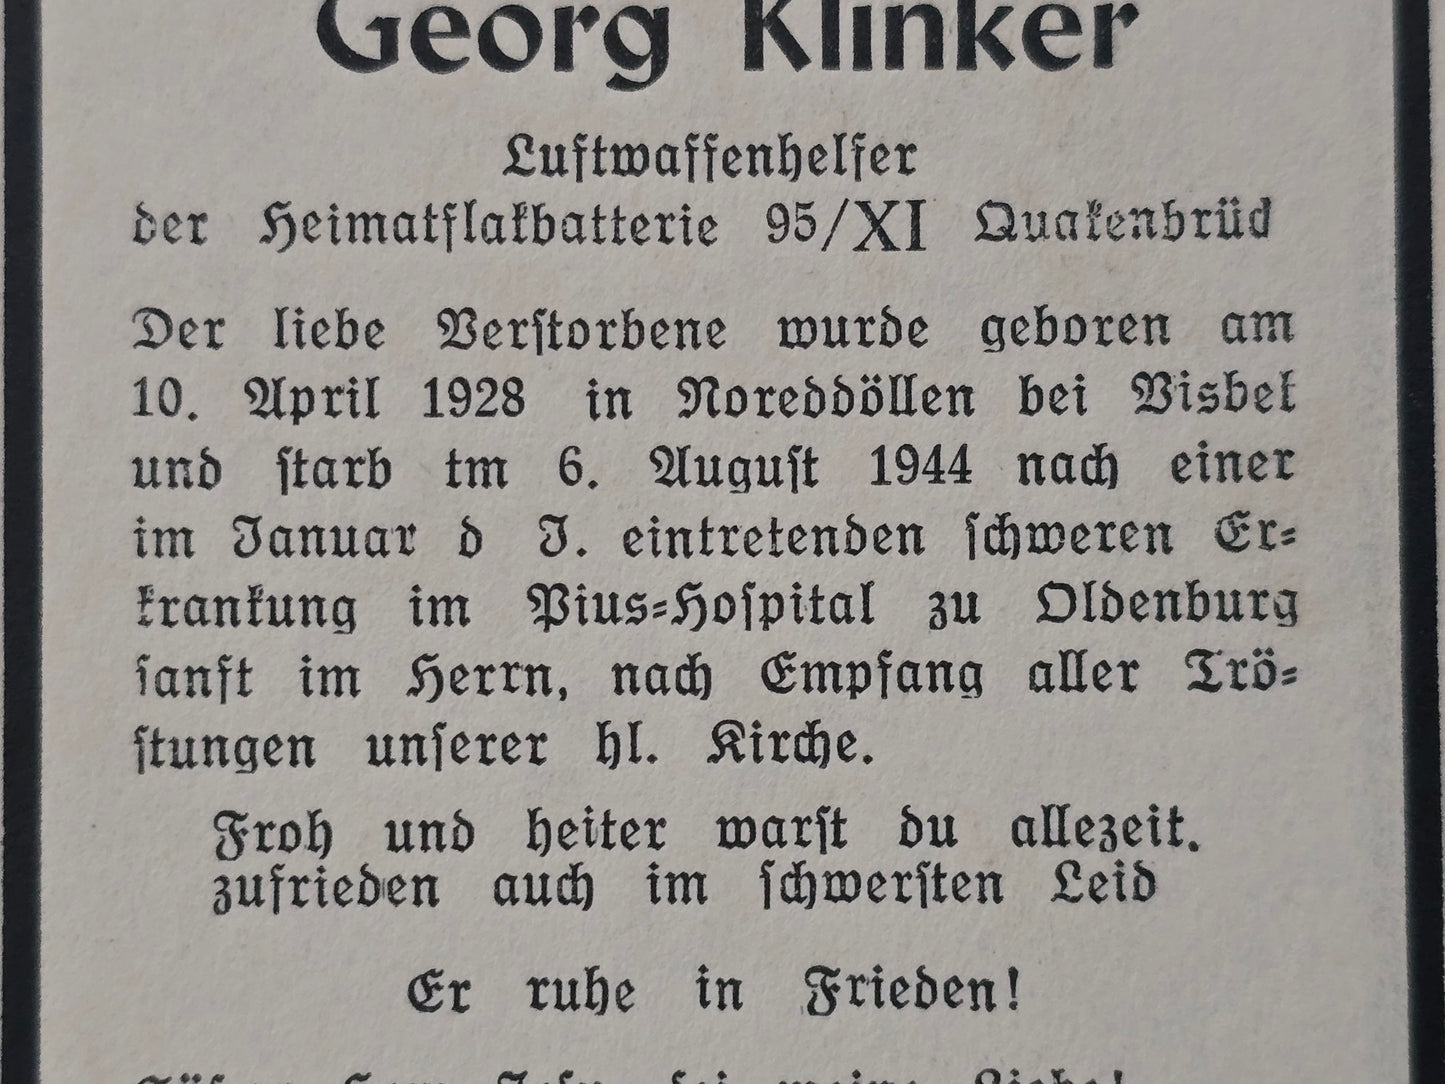 Georg Klinker
Luftwaffenhelfer
der Heimatflakbatterie 95/XI Quakenbrück
Der liebe Verstorbene wurde geboren am
10. April 1928 in Noreddöllen bei Visbek
und starb tm 6. August 1944 nach einer
im Januar d J. eintretenden schweren Er-
krankung im Pius-Hospital zu Oldenburg
sanft im Herrn, nach Empfang aller Trö-
stungen unserer hl. Kirche.
Froh und heiter warst du allezeit.
zufrieden auch im schwersten Leid
Er ruhe in Frieden!